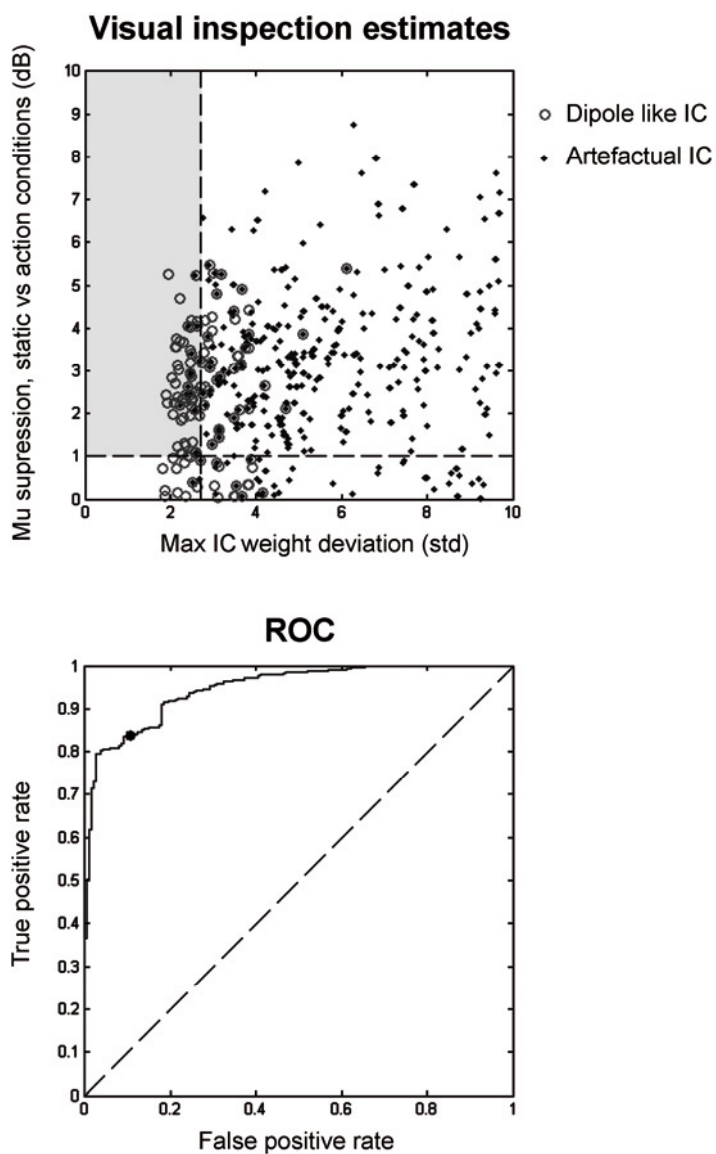 Visual inspection estimates
Mu supression, static vs action conditions (dB)
10
9
8
7
6
5
4
3
2
1
0
0 2 4 6 8 10
Max IC weight deviation (std)
Dipole like IC
Artefactual IC
ROC
True positive rate
1
0.9
0.8
0.7
0.6
0.5
0.4
0.3
0.2
0.1
0
0 0.2 0.4 0.6 0.8 1
False positive rate